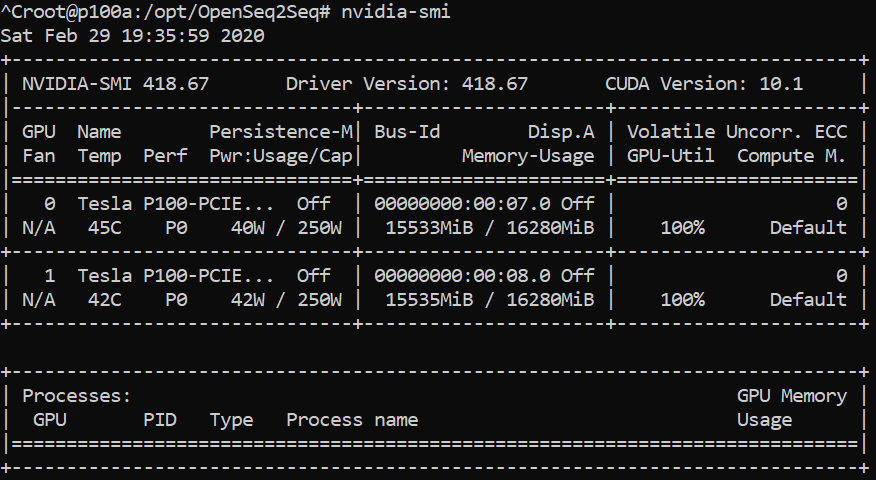 ^Croot@p100a:/opt/OpenSeq2Seq# nvidia-smi
Sat Feb 29 19:35:59 2020
+-----------------------------------------------------------------------------+
| NVIDIA-SMI 418.67       Driver Version: 418.67       CUDA Version: 10.1     |
|-------------------------------+----------------------+----------------------+
| GPU  Name        Persistence-M| Bus-Id        Disp.A | Volatile Uncorr. ECC |
| Fan  Temp  Perf  Pwr:Usage/Cap|         Memory-Usage | GPU-Util  Compute M. |
|===============================+======================+======================|
|   0  Tesla P100-PCIE...  Off  | 00000000:00:07.0 Off |                    0 |
| N/A   45C    P0    40W / 250W |  15533MiB / 16280MiB |    100%      Default |
+-------------------------------+----------------------+----------------------+
|   1  Tesla P100-PCIE...  Off  | 00000000:00:08.0 Off |                    0 |
| N/A   42C    P0    42W / 250W |  15535MiB / 16280MiB |    100%      Default |
+-------------------------------+----------------------+----------------------+

+-----------------------------------------------------------------------------+
| Processes:                                                       GPU Memory |
|  GPU       PID   Type   Process name                             Usage      |
|=============================================================================|
+-----------------------------------------------------------------------------+